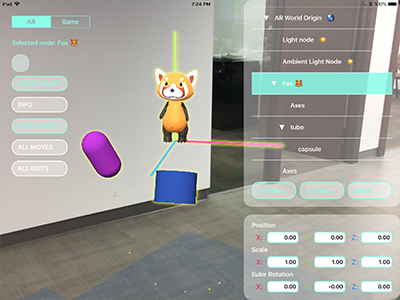 iPad
7:24 PM
100%
AR Game
Selected node: Fox 🦊
INFO
ALL MOVES
ALL EDITS
▼ AR World Origin 🌎
Light node ☀️
Ambient Light Node ☀️
▼ Fox 🦊
Axes
▼ tube
capsule
Axes
Position
X: 0.00 0.00 Z: 0.00
Scale
X: 1.00 1.00 Z: 1.00
Euler Rotation
X: 0.00 -0.00 Z: 0.00